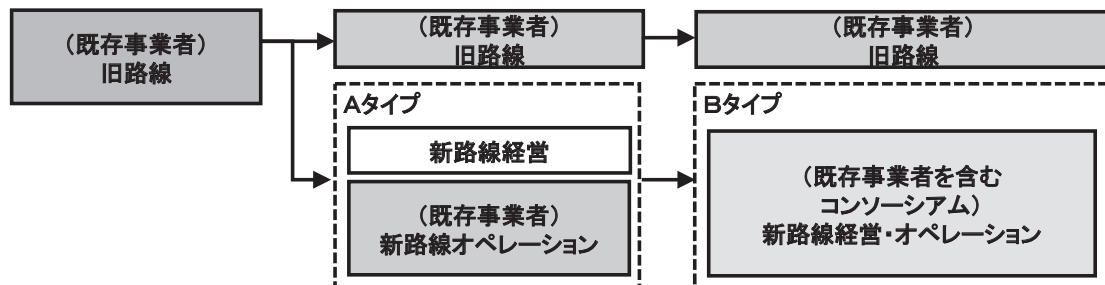 (既存事業者)
旧路線
(既存事業者)
旧路線
(既存事業者)
旧路線
Aタイプ
新路線経営
(既存事業者)
新路線オペレーション
Bタイプ
(既存事業者を含む
コンソーシアム)
新路線経営・オペレーション